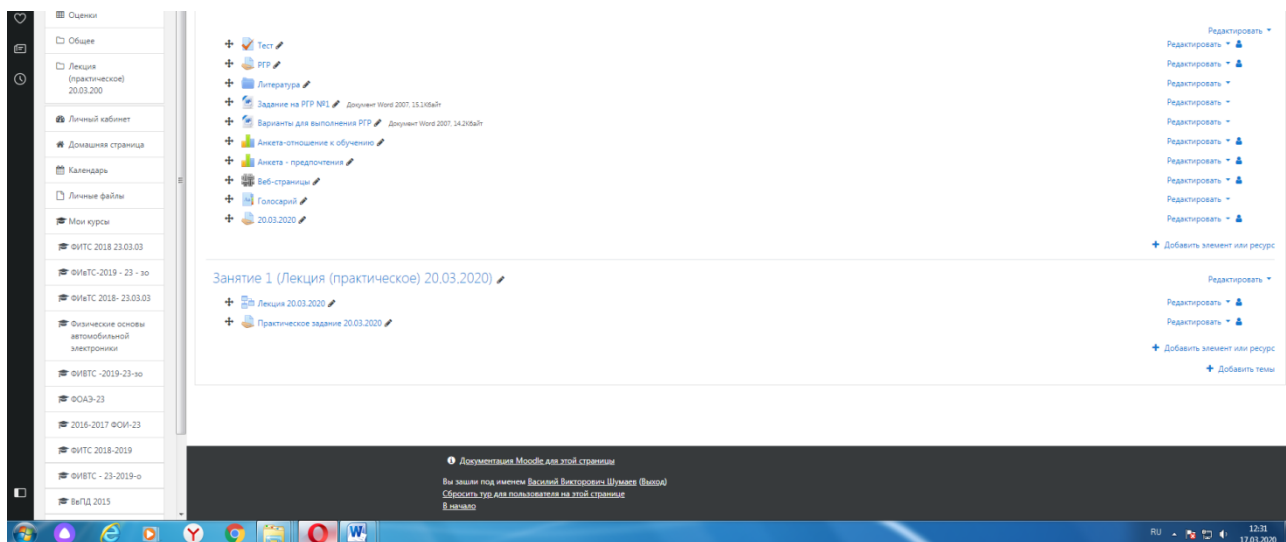 Оценки
Общее
Лекция
(практическое)
20.03.200
Личный кабинет
Домашняя страница
Календарь
Личные файлы
Мои курсы
ФИТС 2018 23.03.03
ФИвТС-2019 - 23 - зо
ФИвТС 2018- 23.03.03
Физические основы
автомобильной
электроники
ФИВТС -2019-23-зо
ФОАЭ-23
2016-2017 ФОИ-23
ФИТС 2018-2019
ФИВТС - 23-2019-о
ВвПД 2015
Редактировать
Тест Редактировать
РГР Редактировать
Литература Редактировать
Задание на РГР №1 Документ Word 2007, 15.1Кбайт Редактировать
Варианты для выполнения РГР Документ Word 2007, 14.2Кбайт Редактировать
Анкета-отношение к обучению Редактировать
Анкета - предпочтения Редактировать
Веб-страницы Редактировать
Голосарий Редактировать
20.03.2020 Редактировать
Добавить элемент или ресурс
Занятие 1 (Лекция (практическое) 20.03.2020) Редактировать
Лекция 20.03.2020 Редактировать
Практическое задание 20.03.2020 Редактировать
Добавить элемент или ресурс
Добавить темы
Документация Moodle для этой страницы
Вы зашли под именем Василий Викторович Шумаев (Выход)
Сбросить тур для пользователя на этой странице
В начало
RU 12:31
17.03.2020